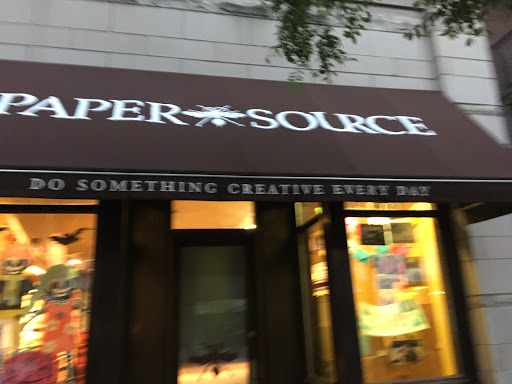 PAPER SOURCE
DO SOMETHING CREATIVE EVERY DAY